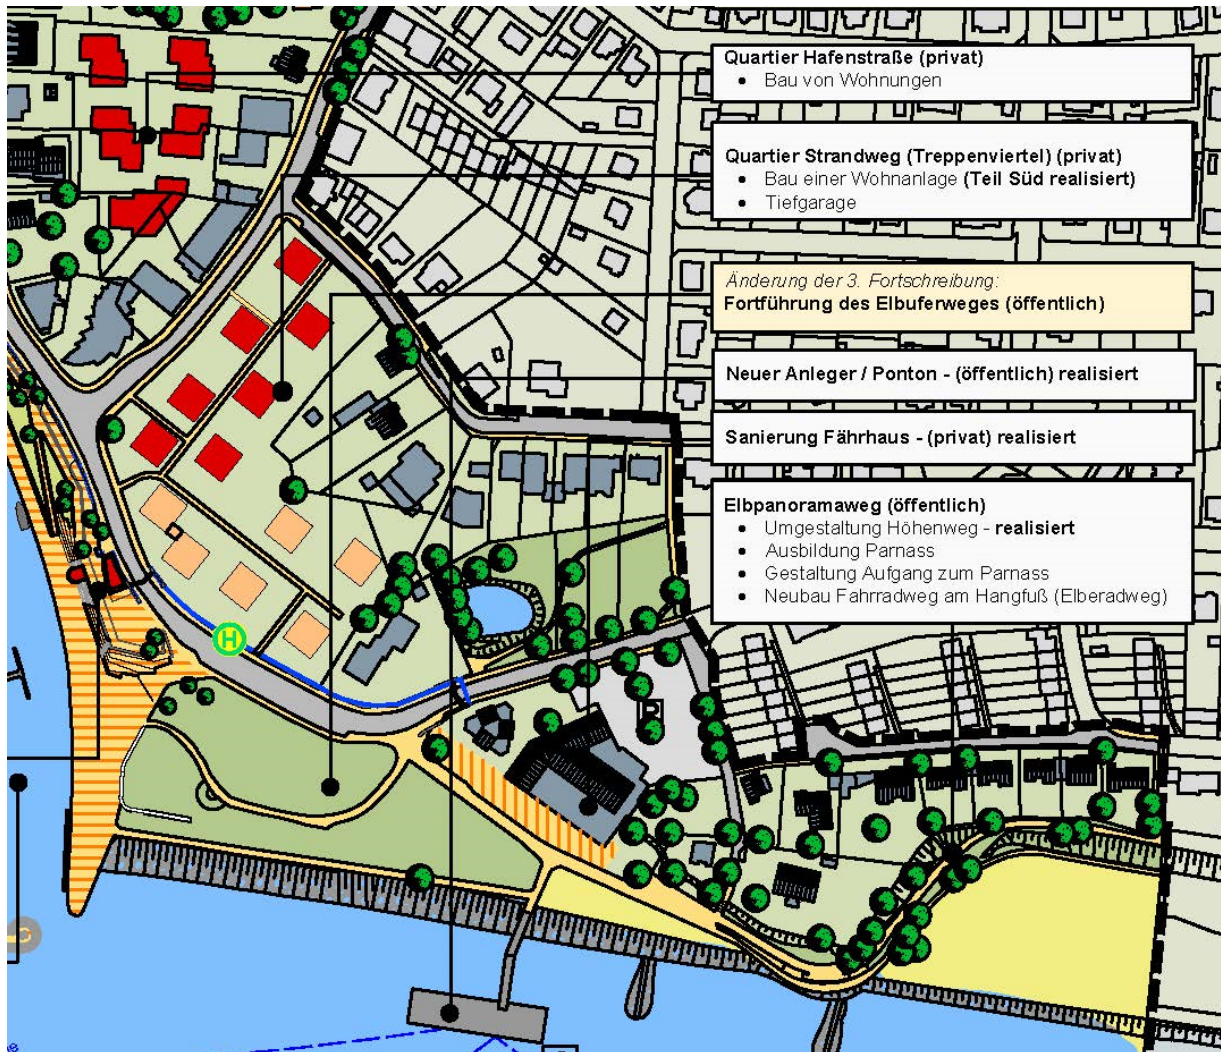 Quartier Hafenstraße (privat)
• Bau von Wohnungen
Quartier Strandweg (Treppenviertel) (privat)
• Bau einer Wohnanlage (Teil Süd realisiert)
• Tiefgarage
Änderung der 3. Fortschreibung:
Fortführung des Elbuferweges (öffentlich)
Neuer Anleger / Ponton - (öffentlich) realisiert
Sanierung Fährhaus - (privat) realisiert
Elbpanoramaweg (öffentlich)
• Umgestaltung Höhenweg - realisiert
• Ausbildung Parnass
• Gestaltung Aufgang zum Parnass
• Neubau Fahrradweg am Hangfuß (Elberadweg)
H